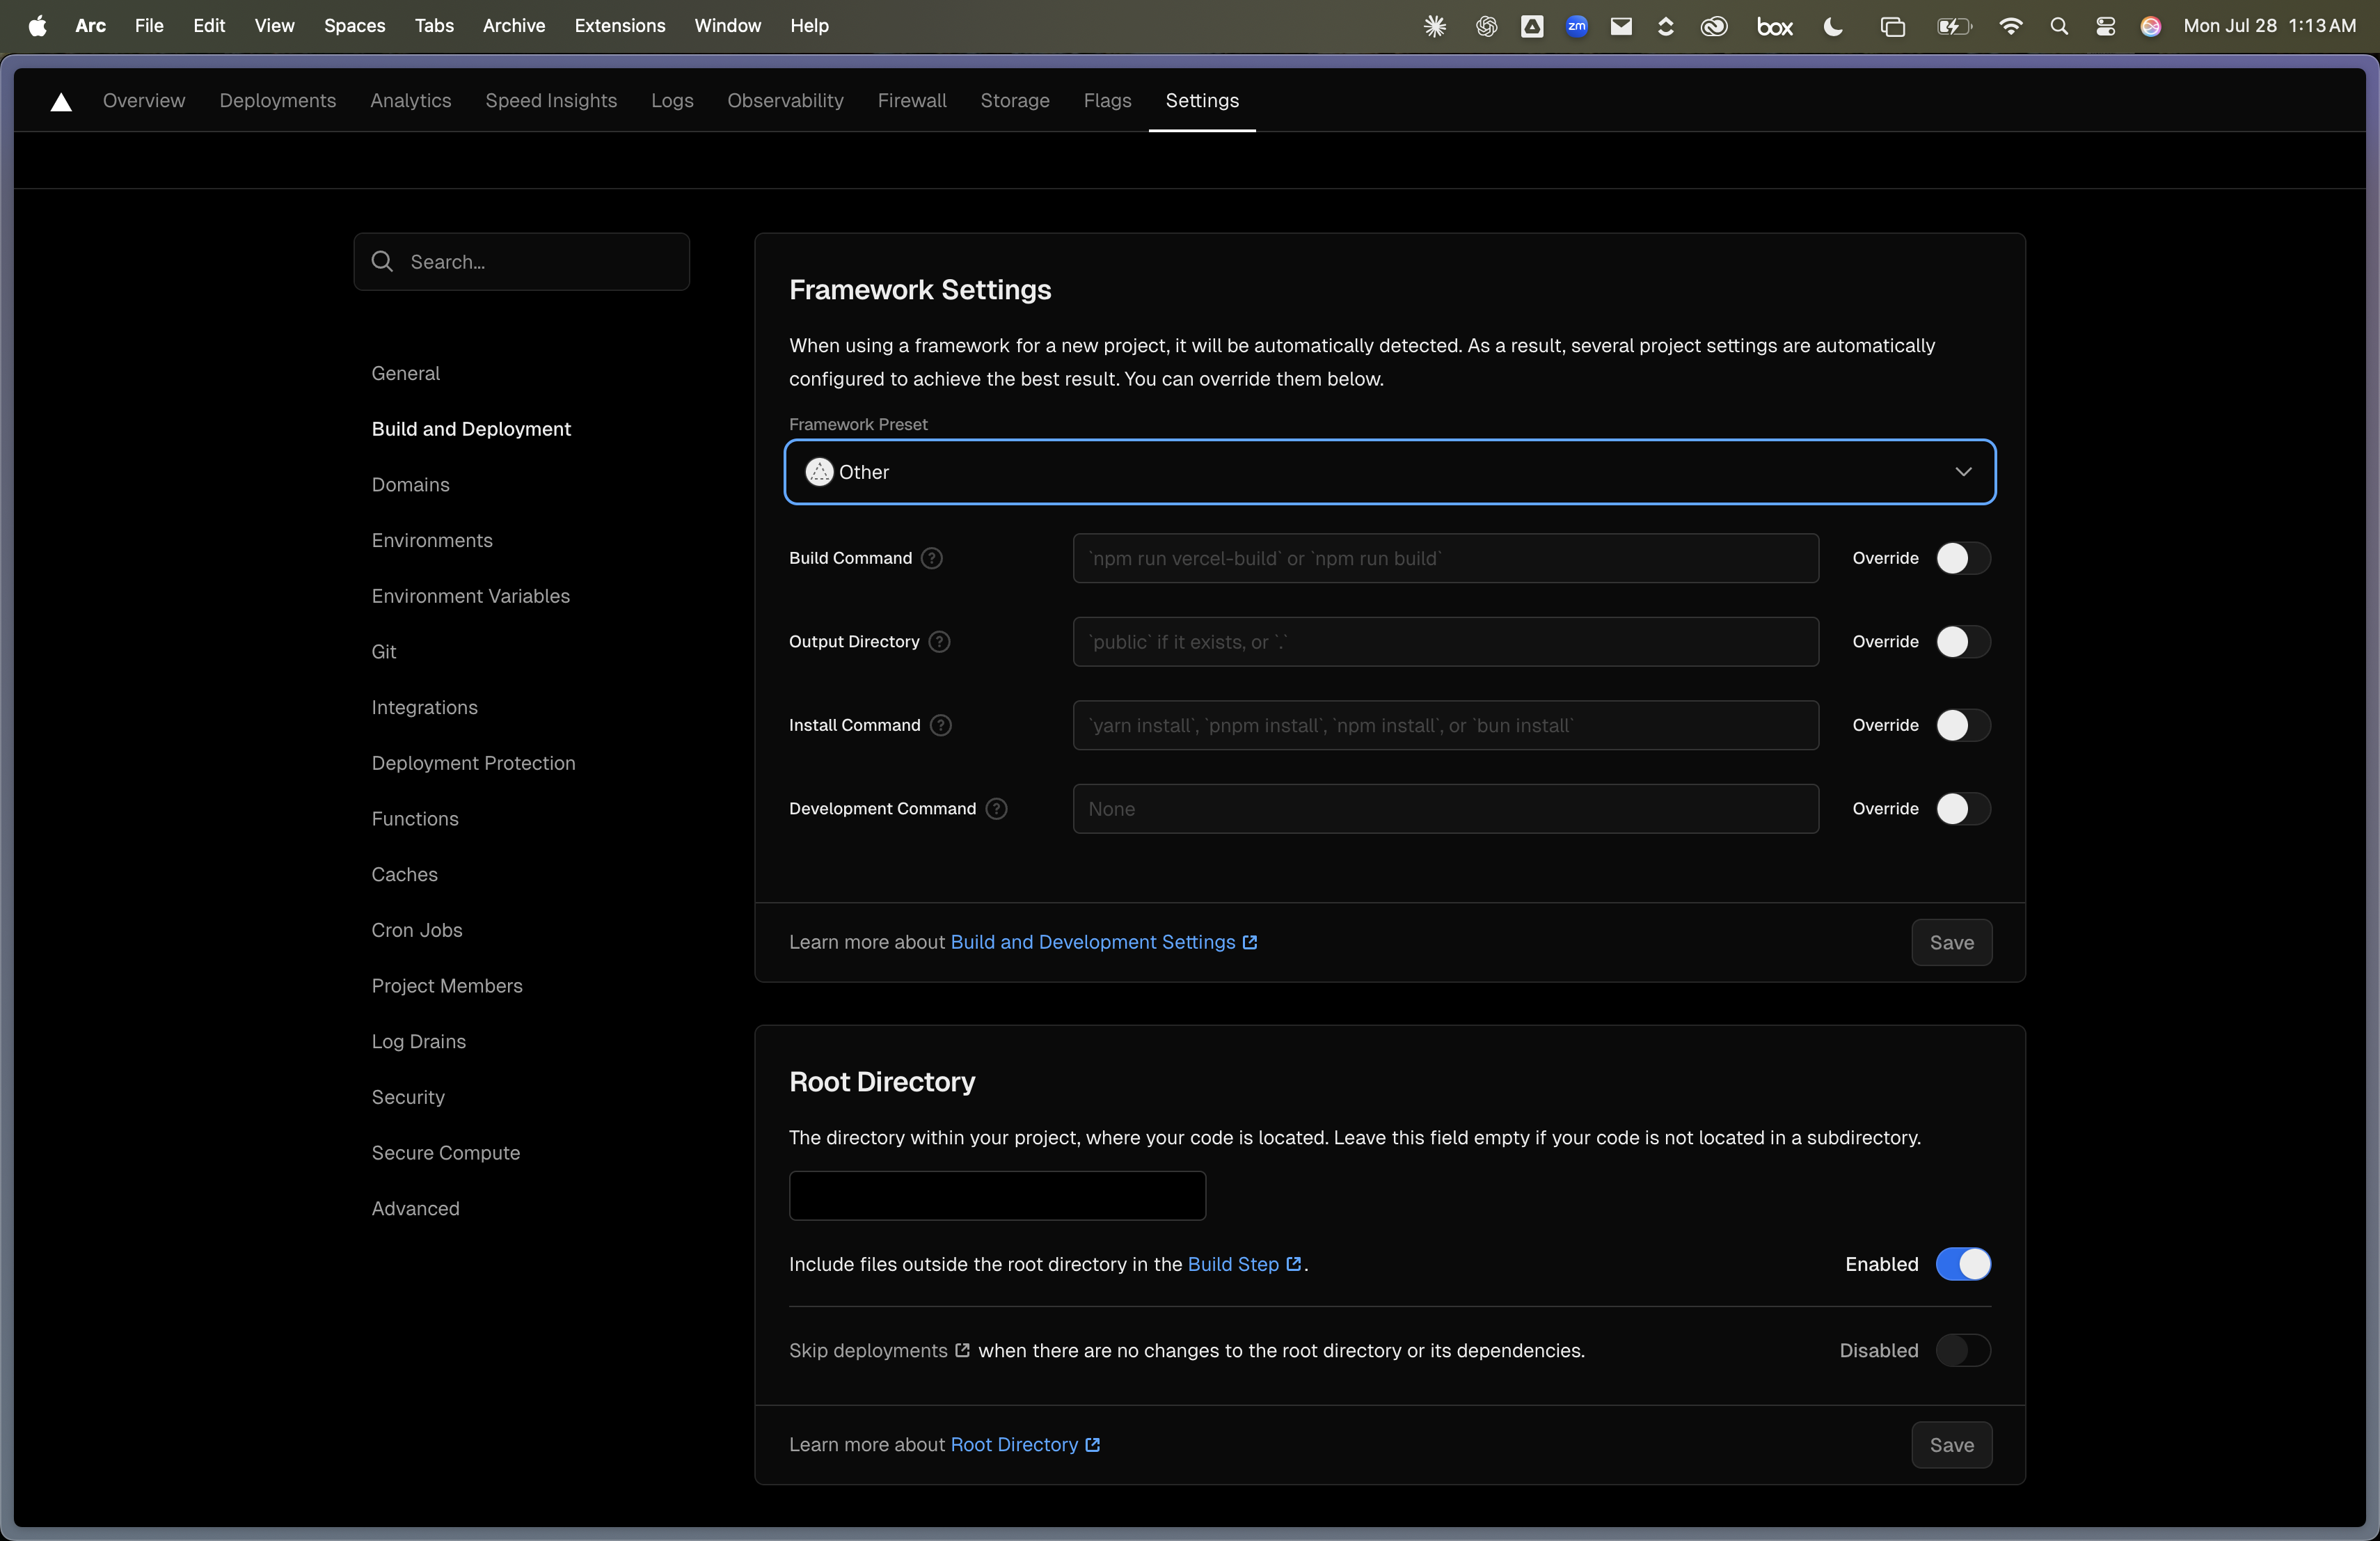 Arc File Edit View Spaces Tabs Archive Extensions Window Help zm box Mon Jul 28 1:13 AM
Overview Deployments Analytics Speed Insights Logs Observability Firewall Storage Flags Settings
Search...
General
Build and Deployment
Domains
Environments
Environment Variables
Git
Integrations
Deployment Protection
Functions
Caches
Cron Jobs
Project Members
Log Drains
Security
Secure Compute
Advanced
Framework Settings
When using a framework for a new project, it will be automatically detected. As a result, several project settings are automatically
configured to achieve the best result. You can override them below.
Framework Preset
Other
Build Command ? `npm run vercel-build` or `npm run build` Override
Output Directory ? `public` if it exists, or `.` Override
Install Command ? `yarn install`, `pnpm install`, `npm install`, or `bun install` Override
Development Command ? None Override
Learn more about Build and Development Settings Save
Root Directory
The directory within your project, where your code is located. Leave this field empty if your code is not located in a subdirectory.
Include files outside the root directory in the Build Step. Enabled
Skip deployments when there are no changes to the root directory or its dependencies. Disabled
Learn more about Root Directory Save